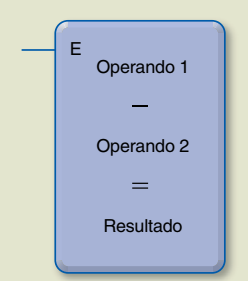 E
Operando 1
–
Operando 2
=
Resultado